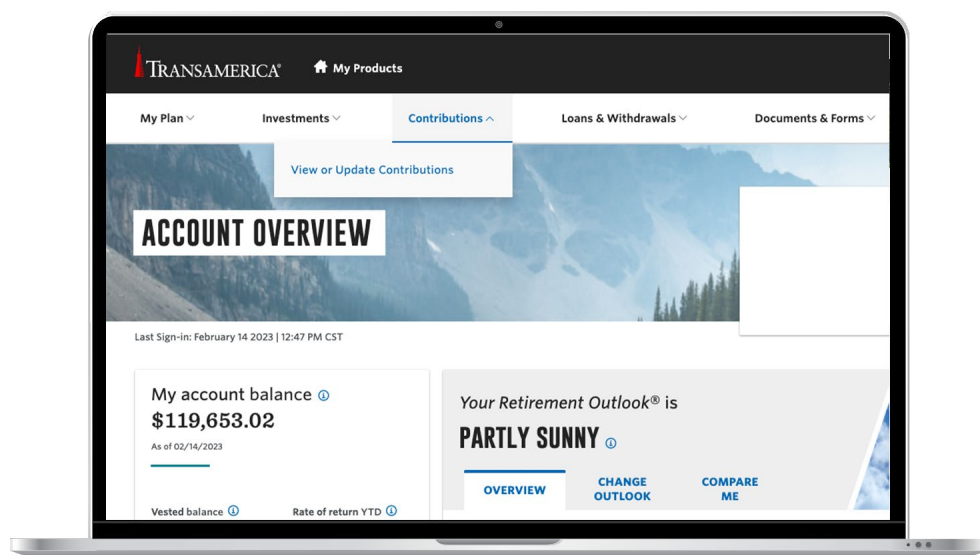 TRANSAMERICA®
My Products
My Plan
Investments
Contributions
Loans & Withdrawals
Documents & Forms
View or Update Contributions
ACCOUNT OVERVIEW
Last Sign-in: February 14 2023 | 12:47 PM CST
My account balance
$119,653.02
As of 02/14/2023
Vested balance
Rate of return YTD
Your Retirement Outlook® is
PARTLY SUNNY
OVERVIEW
CHANGE
OUTLOOK
COMPARE
ME